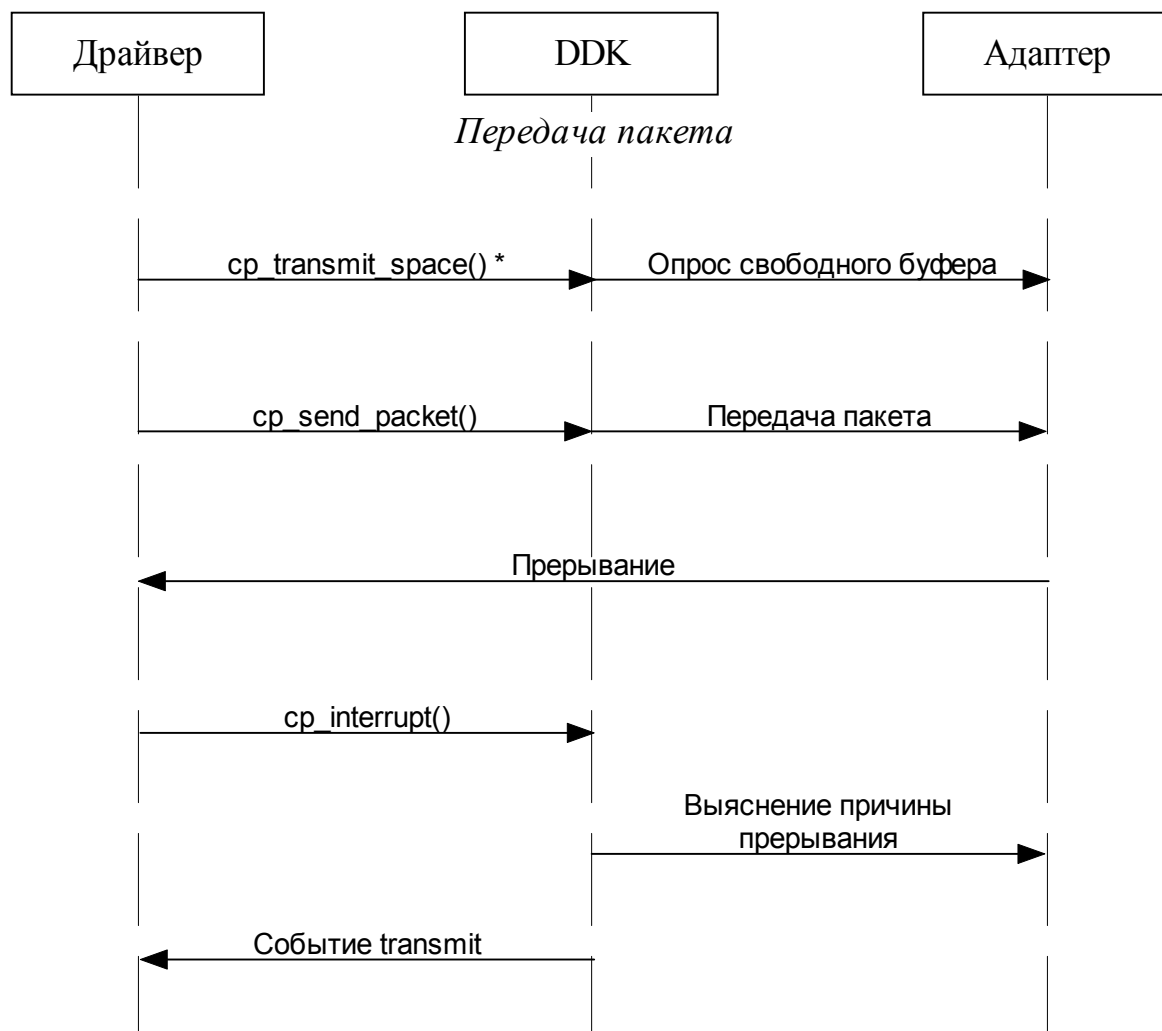 Драйвер
DDK
Адаптер
Передача пакета
cp_transmit_space() *
Опрос свободного буфера
cp_send_packet()
Передача пакета
Прерывание
cp_interrupt()
Выяснение причины
прерывания
Событие transmit